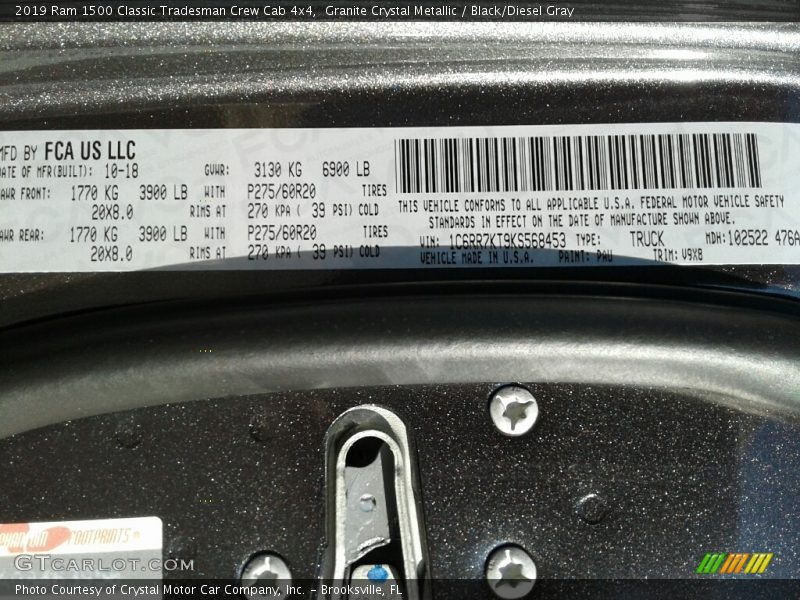 2019 Ram 1500 Classic Tradesman Crew Cab 4x4, Granite Crystal Metallic / Black/Diesel Gray
MFD BY FCA US LLC
DATE OF MFR(BUILT): 10-18 GVWR: 3130 KG 6900 LB
GAWR FRONT: 1770 KG 3900 LB WITH P275/60R20 TIRES
20X8.0 RIMS AT 270 KPA ( 39 PSI) COLD
GAWR REAR: 1770 KG 3900 LB WITH P275/60R20 TIRES
20X8.0 RIMS AT 270 KPA ( 39 PSI) COLD
THIS VEHICLE CONFORMS TO ALL APPLICABLE U.S.A. FEDERAL MOTOR VEHICLE SAFETY
STANDARDS IN EFFECT ON THE DATE OF MANUFACTURE SHOWN ABOVE.
VIN: 1C6RR7KT9KS568453 TYPE: TRUCK MDH:102522 476A
VEHICLE MADE IN U.S.A. PAINT: PAU TRIM: V9X8
PHANTOM FOOTPRINTS
GTcarlot.com
Photo Courtesy of Crystal Motor Car Company, Inc. - Brooksville, FL